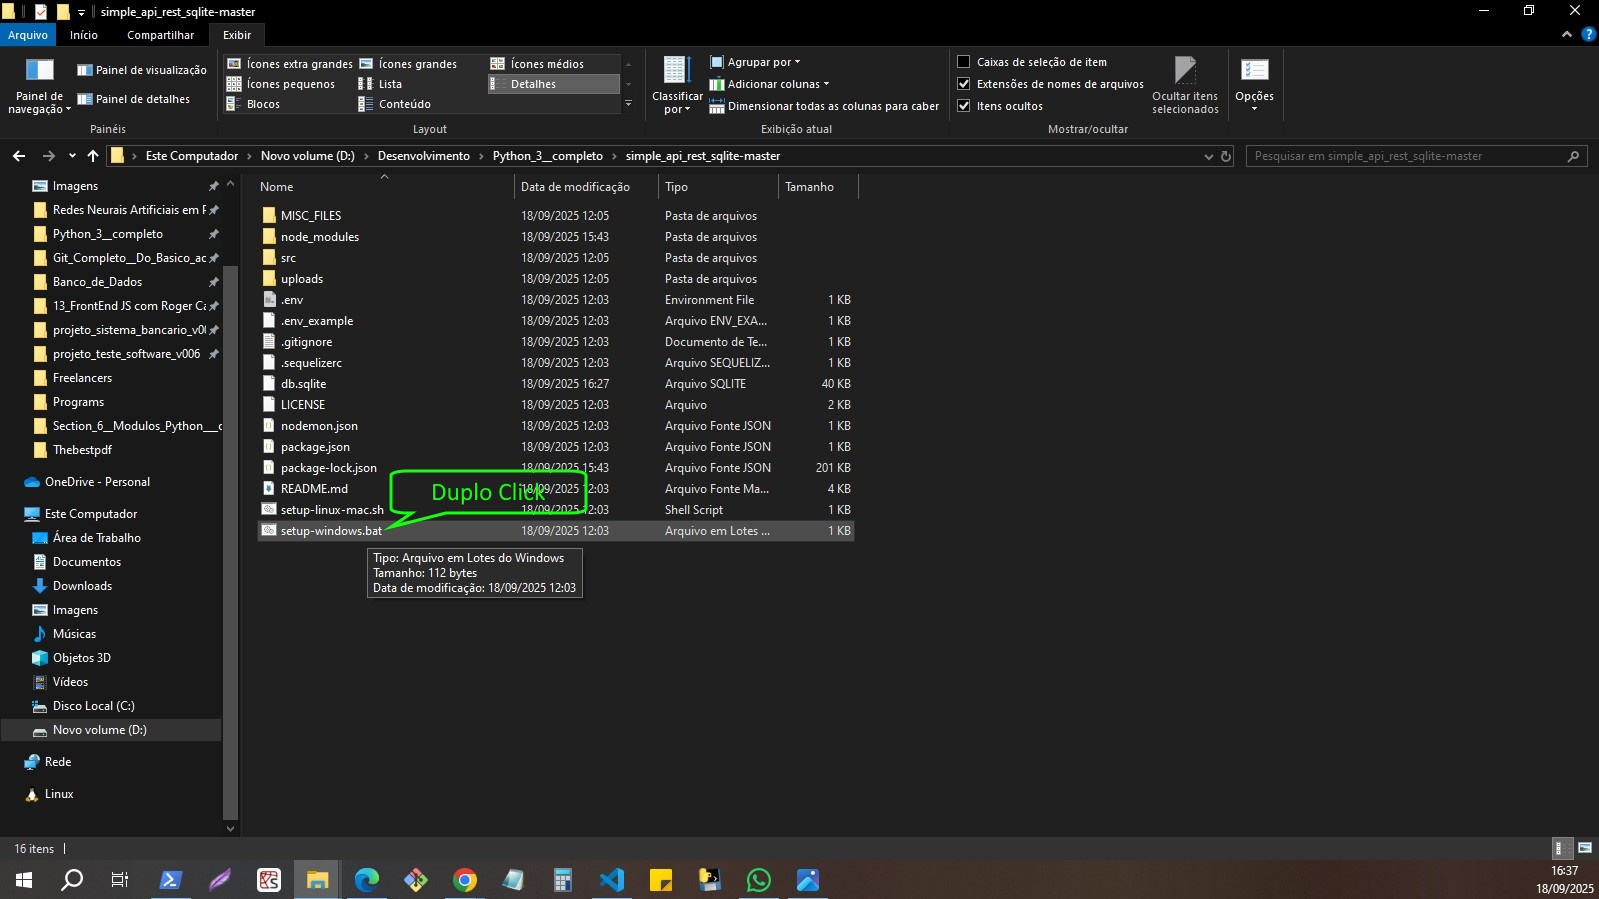 simple_api_rest_sqlite-master
Arquivo Início Compartilhar Exibir
Painel de navegação
Painel de visualização
Painel de detalhes
Painéis
Ícones extra grandes Ícones grandes Ícones médios
Ícones pequenos Lista Detalhes
Blocos Conteúdo
Layout
Classificar por
Agrupar por
Adicionar colunas
Dimensionar todas as colunas para caber
Exibição atual
Caixas de seleção de item
Extensões de nomes de arquivos
Itens ocultos
Ocultar itens selecionados
Mostrar/ocultar
Opções
Este Computador > Novo volume (D:) > Desenvolvimento > Python_3__completo > simple_api_rest_sqlite-master
Pesquisar em simple_api_rest_sqlite-master
Imagens
Redes Neurais Artificiais em F
Python_3__completo
Git_Completo__Do_Basico_ac
Banco_de_Dados
13_FrontEnd JS com Roger Ca
projeto_sistema_bancario_v00
projeto_teste_software_v006
Freelancers
Programs
Section_6__Modulos_Python___c
Thebestpdf
OneDrive - Personal
Este Computador
Área de Trabalho
Documentos
Downloads
Imagens
Músicas
Objetos 3D
Vídeos
Disco Local (C:)
Novo volume (D:)
Rede
Linux
Nome Data de modificação Tipo Tamanho
MISC_FILES 18/09/2025 12:05 Pasta de arquivos
node_modules 18/09/2025 15:43 Pasta de arquivos
src 18/09/2025 12:05 Pasta de arquivos
uploads 18/09/2025 12:05 Pasta de arquivos
.env 18/09/2025 12:03 Environment File 1 KB
.env_example 18/09/2025 12:03 Arquivo ENV_EXA... 1 KB
.gitignore 18/09/2025 12:03 Documento de Te... 1 KB
.sequelizerc 18/09/2025 12:03 Arquivo SEQUELIZ... 1 KB
db.sqlite 18/09/2025 16:27 Arquivo SQLITE 40 KB
LICENSE 18/09/2025 12:03 Arquivo 2 KB
nodemon.json 18/09/2025 12:03 Arquivo Fonte JSON 1 KB
package.json 18/09/2025 12:03 Arquivo Fonte JSON 1 KB
package-lock.json 18/09/2025 15:43 Arquivo Fonte JSON 201 KB
README.md 18/09/2025 12:03 Arquivo Fonte Ma... 4 KB
Duplo Click
setup-linux-mac.sh 18/09/2025 12:03 Shell Script 1 KB
setup-windows.bat 18/09/2025 12:03 Arquivo em Lotes ... 1 KB
Tipo: Arquivo em Lotes do Windows
Tamanho: 112 bytes
Data de modificação: 18/09/2025 12:03
16 itens
16:37
18/09/2025